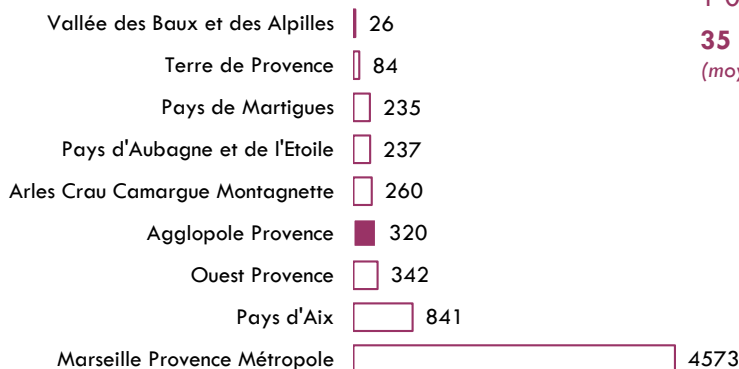 Vallée des Baux et des Alpilles 26
Terre de Provence 84
Pays de Martigues 235
Pays d'Aubagne et de l'Etoile 237
Arles Crau Camargue Montagnette 260
Agglopole Provence 320
Ouest Provence 342
Pays d'Aix 841
Marseille Provence Métropole 4573
35